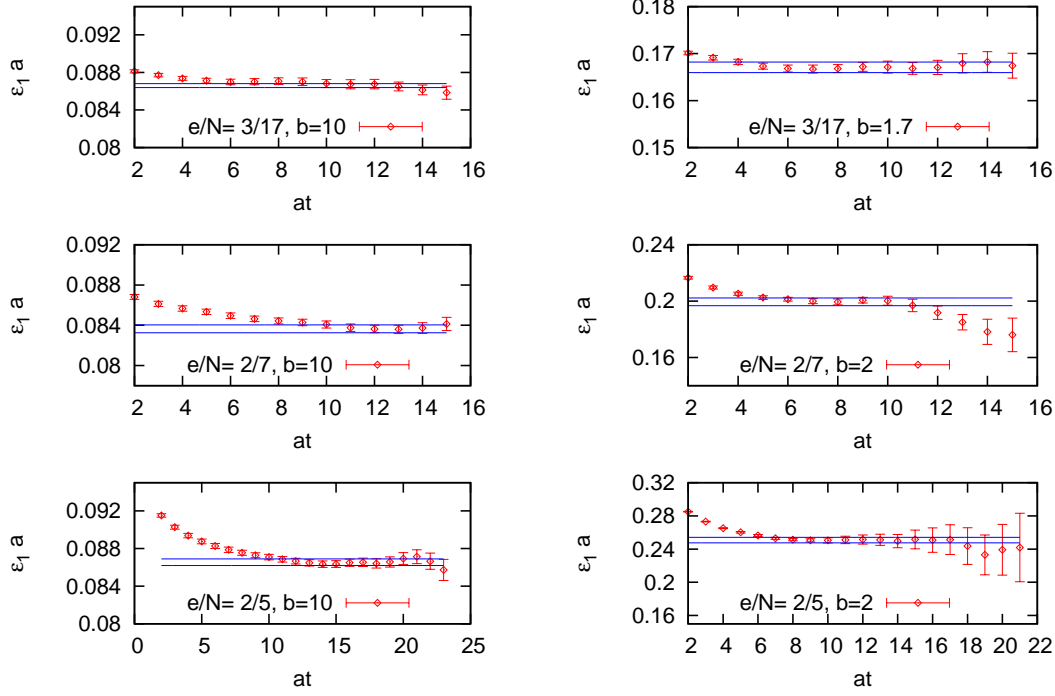 0.092
0.088
0.084
0.08
ε₁ a
e/N= 3/17, b=10
2 4 6 8 10 12 14 16
at
0.18
0.17
0.16
0.15
ε₁ a
e/N= 3/17, b=1.7
2 4 6 8 10 12 14 16
at
0.092
0.088
0.084
0.08
ε₁ a
e/N= 2/7, b=10
2 4 6 8 10 12 14 16
at
0.24
0.2
0.16
ε₁ a
e/N= 2/7, b=2
2 4 6 8 10 12 14 16
at
0.092
0.088
0.084
0.08
ε₁ a
e/N= 2/5, b=10
0 5 10 15 20 25
at
0.32
0.28
0.24
0.2
0.16
ε₁ a
e/N= 2/5, b=2
2 4 6 8 10 12 14 16 18 20 22
at